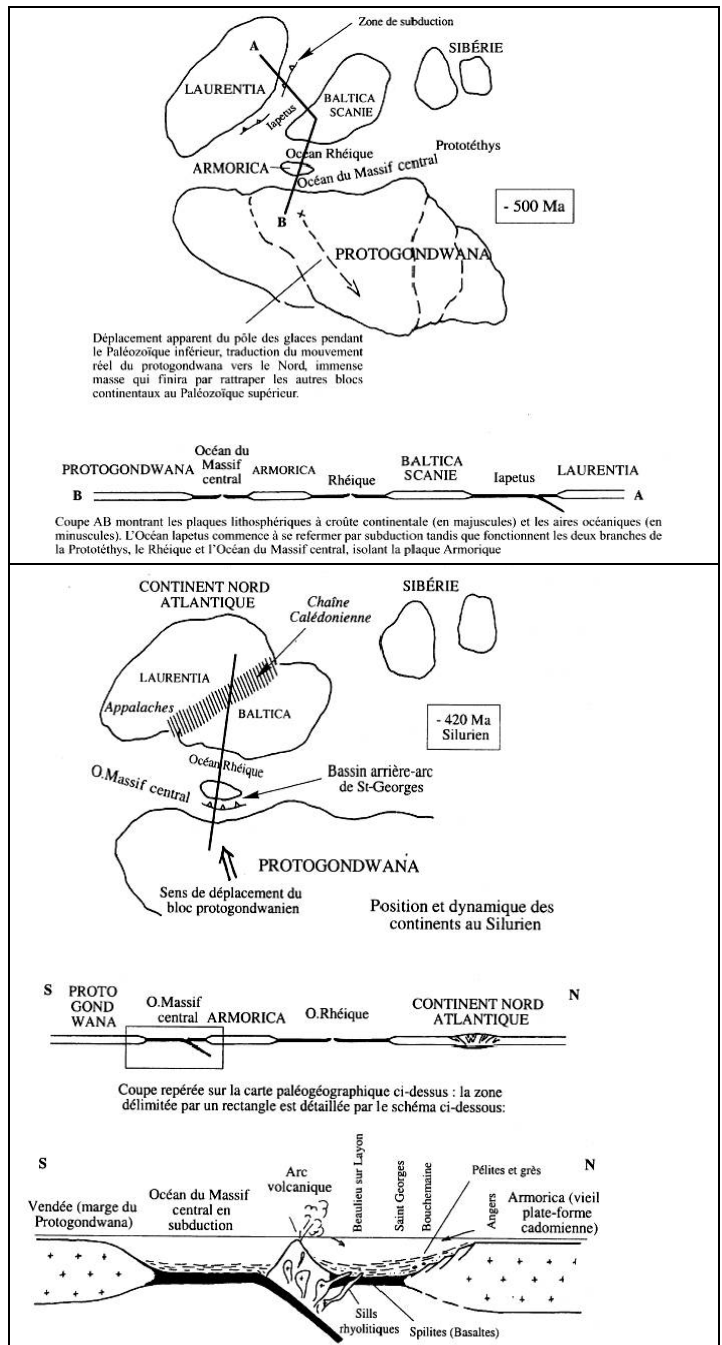 Zone de subduction
A
SIBÉRIE
LAURENTIA
BALTICA
SCANIE
Iapetus
Océan Rhéique
Prototéthys
ARMORICA
Océan du Massif central
- 500 Ma
B
PROTOGONDWANA
Déplacement apparent du pôle des glaces pendant
le Paléozoïque inférieur, traduction du mouvement
réel du protogondwana vers le Nord, immense
masse qui finira par rattraper les autres blocs
continentaux au Paléozoïque supérieur.
PROTOGONDWANA
Océan du
Massif
central
ARMORICA
Rhéique
BALTICA
SCANIE
Iapetus
LAURENTIA
B
A
Coupe AB montrant les plaques lithosphériques à croûte continentale (en majuscules) et les aires océaniques (en
minuscules). L'Océan Iapetus commence à se refermer par subduction tandis que fonctionnent les deux branches de
la Prototéthys, le Rhéique et l'Océan du Massif central, isolant la plaque Armorique
CONTINENT NORD
ATLANTIQUE
Chaîne
Calédonienne
SIBÉRIE
LAURENTIA
Appalaches
BALTICA
- 420 Ma
Silurien
Océan Rhéique
O.Massif central
Bassin arrière-arc
de St-Georges
PROTOGONDWANA
Sens de déplacement du
bloc protogondwanien
Position et dynamique des
continents au Silurien
S
PROTO
GOND
WANA
O.Massif
central
ARMORICA
O.Rhéique
CONTINENT NORD
ATLANTIQUE
N
Coupe repérée sur la carte paléogéographique ci-dessus : la zone
délimitée par un rectangle est détaillée par le schéma ci-dessous:
S
Vendée (marge du
Protogondwana)
Océan du Massif
central en
subduction
Arc
volcanique
Beaulieu sur Layon
Saint Georges
Bouchemaine
Pélites et grès
Angers
N
Armorica (vieil
plate-forme
cadomienne)
Sills
rhyolitiques
Spilites (Basaltes)